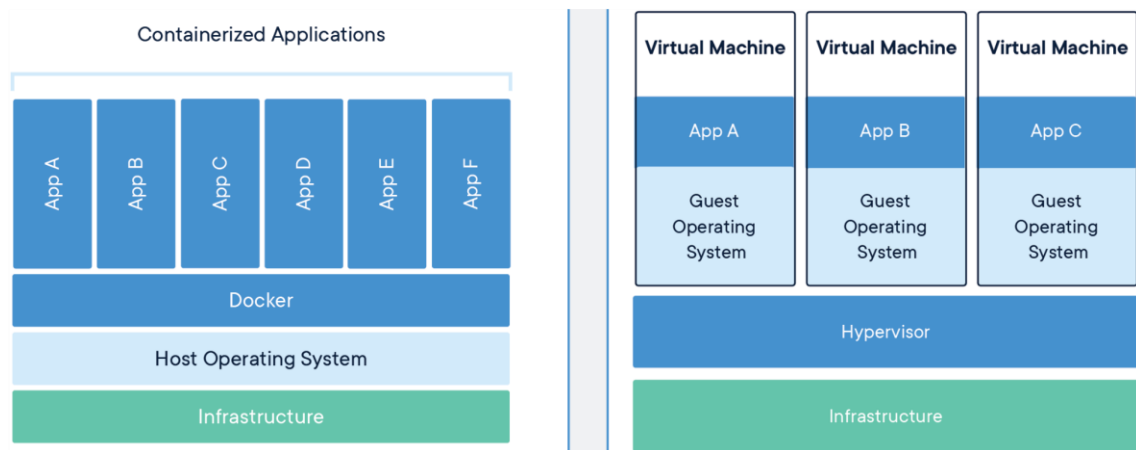 Containerized Applications
App A
App B
App C
App D
App E
App F
Docker
Host Operating System
Infrastructure
Virtual Machine
App A
Guest
Operating
System
Virtual Machine
App B
Guest
Operating
System
Virtual Machine
App C
Guest
Operating
System
Hypervisor
Infrastructure